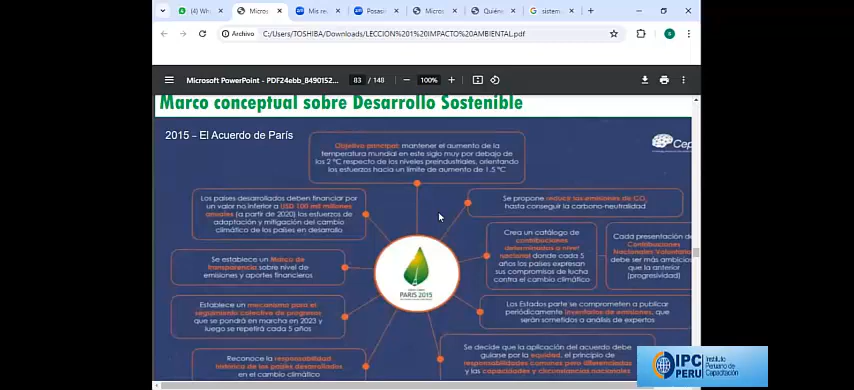 (4) Wh
Micros
Mis re
Posasi
Micros
Quién
sistem
Archivo
C:/Users/TOSHIBA/Downloads/LECCION%201%20IMPACTO%20AMBIENTAL.pdf
Microsoft PowerPoint - PDF24ebb_8490152...
83 / 148
100%
Marco conceptual sobre Desarrollo Sostenible
2015 – El Acuerdo de París
Cep
Objetivo principal: mantener el aumento de la
temperatura mundial en este siglo muy por debajo de
los 2 ºC respecto de los niveles preindustriales, orientando
los esfuerzos hacia un límite de aumento de 1.5 ºC
Los países desarrollados deben financiar por
un valor no inferior a USD 100 mil millones
anuales (a partir de 2020) los esfuerzos de
adaptación y mitigación del cambio
climático de los países en desarrollo
Se propone reducir las emisiones de CO2
hasta conseguir la carbono-neutralidad
Crea un catálogo de
contribuciones
determinadas a nivel
nacional donde cada 5
años los países expresan
sus compromisos de lucha
contra el cambio climático
Cada presentación d
Contribuciones
Nacionales Voluntaria
debe ser más ambicios
que la anterior
(progresividad)
Se establece un Marco de
transparencia sobre nivel de
emisiones y aportes financieros
PARIS 2015
Establece un mecanismo para el
seguimiento colectivo de progresos
que se pondrá en marcha en 2023 y
luego se repetirá cada 5 años
Los Estados parte se comprometen a publicar
periódicamente inventarios de emisiones, que
serán sometidos a análisis de expertos
Reconoce la responsabilidad
histórica de los países desarrollados
en el cambio climático
Se decide que la aplicación del acuerdo debe
guiarse por la equidad, el principio de
responsabilidades comunes pero diferenciadas
y las capacidades y circunstancias nacionales
IPC
PERU
Instituto
Peruano de
Capacitación